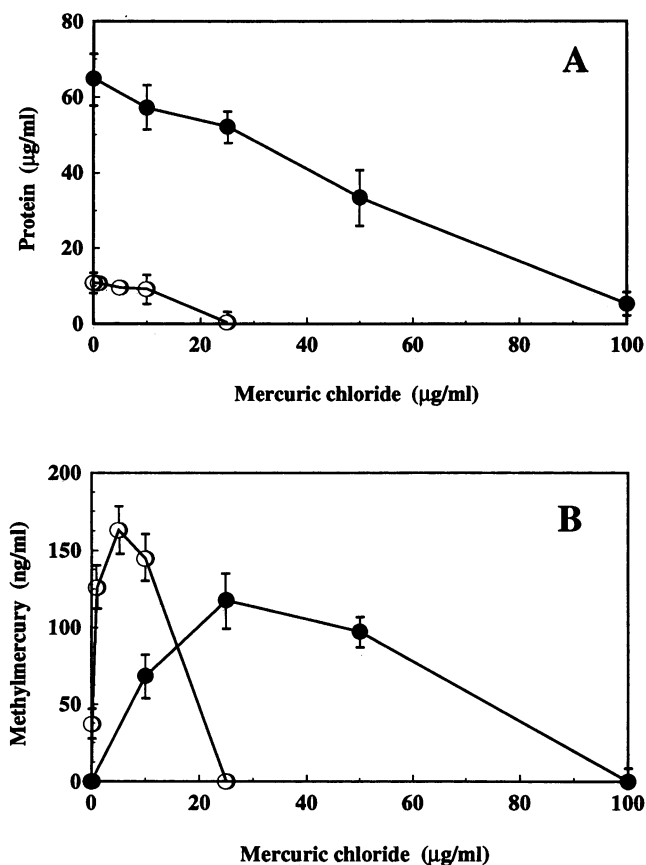 80
60
40
20
0
Protein (µg/ml)
A
0 20 40 60 80 100
Mercuric chloride (µg/ml)
200
150
100
50
0
Methylmercury (ng/ml)
B
0 20 40 60 80 100
Mercuric chloride (µg/ml)